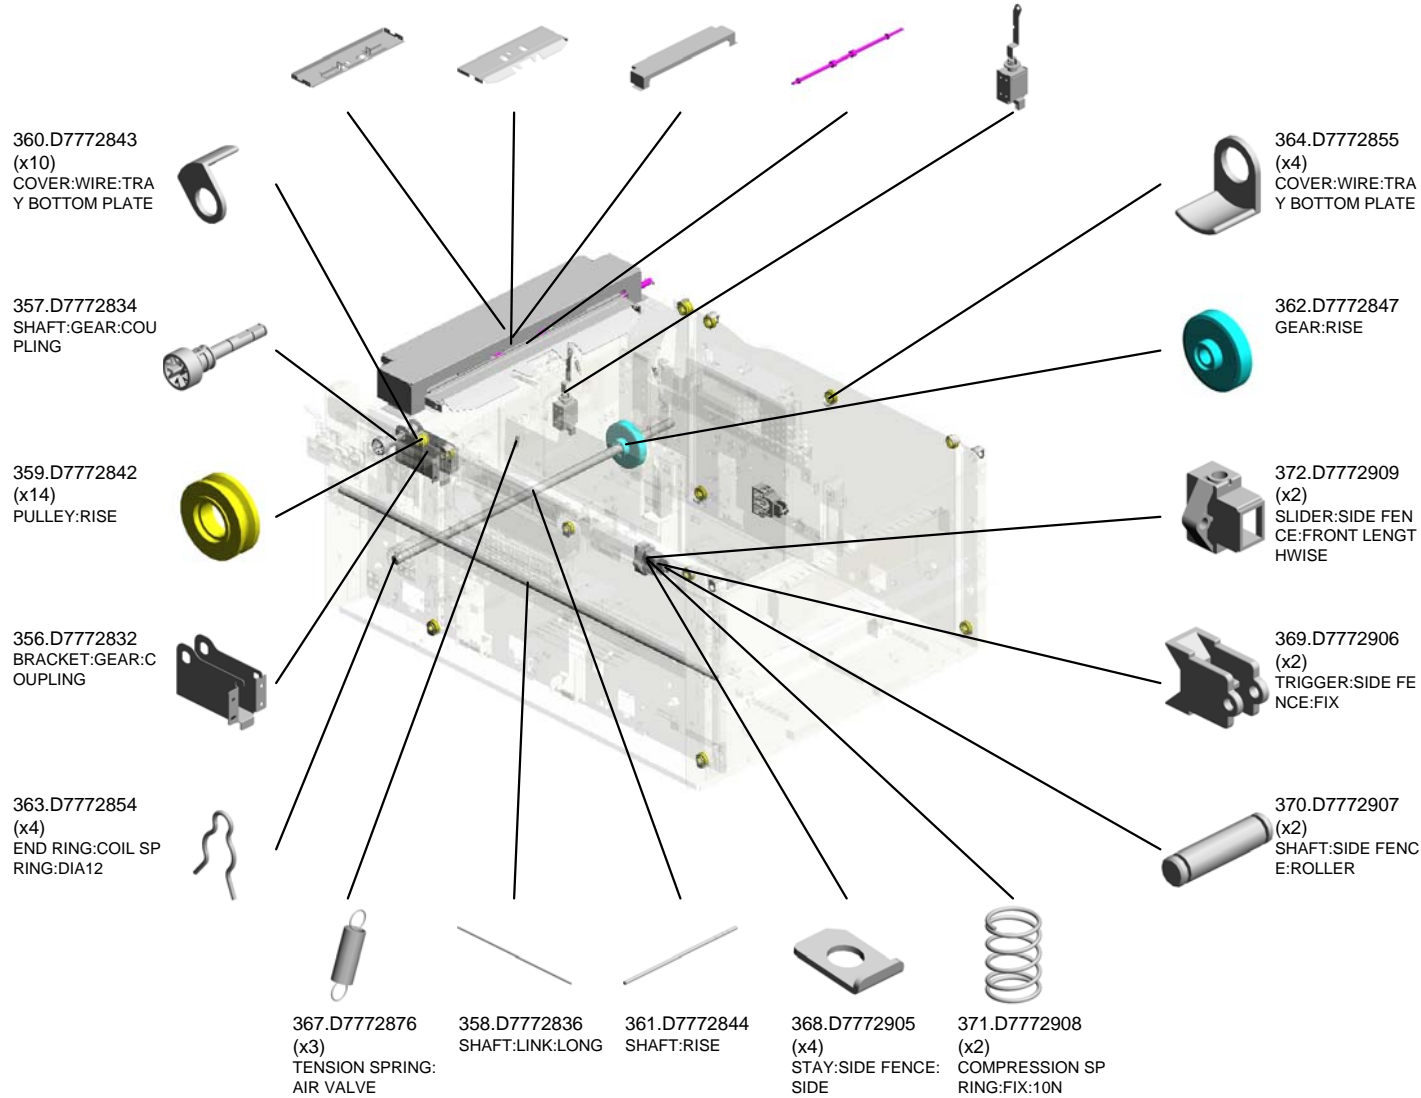 360.D7772843
(x10)
COVER:WIRE:TRA
Y BOTTOM PLATE
364.D7772855
(x4)
COVER:WIRE:TRA
Y BOTTOM PLATE
357.D7772834
SHAFT:GEAR:COU
PLING
362.D7772847
GEAR:RISE
359.D7772842
(x14)
PULLEY:RISE
372.D7772909
(x2)
SLIDER:SIDE FEN
CE:FRONT LENGT
HWISE
356.D7772832
BRACKET:GEAR:C
OUPLING
369.D7772906
(x2)
TRIGGER:SIDE FE
NCE:FIX
363.D7772854
(x4)
END RING:COIL SP
RING:DIA12
370.D7772907
(x2)
SHAFT:SIDE FENC
E:ROLLER
367.D7772876
(x3)
TENSION SPRING:
AIR VALVE
358.D7772836
SHAFT:LINK:LONG
361.D7772844
SHAFT:RISE
368.D7772905
(x4)
STAY:SIDE FENCE:
SIDE
371.D7772908
(x2)
COMPRESSION SP
RING:FIX:10N